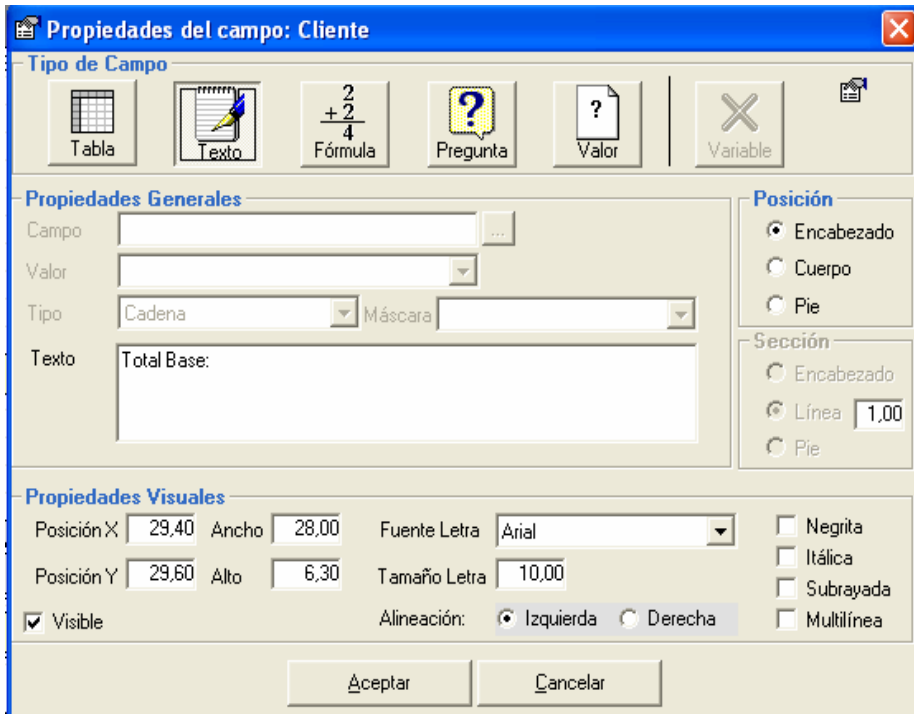 Propiedades del campo: Cliente
Tipo de Campo
Tabla
Texto
2
+ 2
4
Fórmula
?
Pregunta
?
Valor
Variable
Propiedades Generales
Campo ...
Valor
Tipo Cadena Máscara
Texto Total Base:
Posición
Encabezado
Cuerpo
Pie
Sección
Encabezado
Línea 1,00
Pie
Propiedades Visuales
Posición X 29,40 Ancho 28,00 Fuente Letra Arial Negrita
Itálica
Posición Y 29,60 Alto 6,30 Tamaño Letra 10,00 Subrayada
Visible Alineación: Izquierda Derecha Multilínea
Aceptar Cancelar